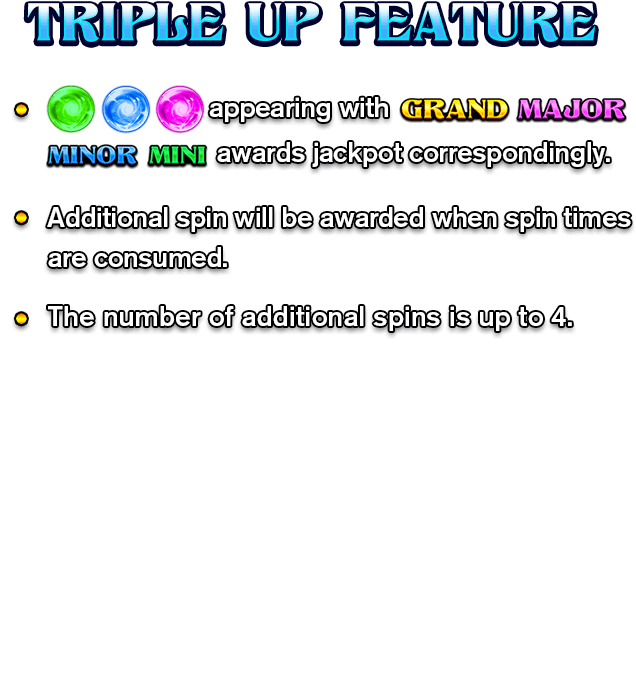 TRIPLE UP FEATURE
appearing with GRAND MAJOR
MINOR MINI awards jackpot correspondingly.
Additional spin will be awarded when spin times
are consumed.
The number of additional spins is up to 4.